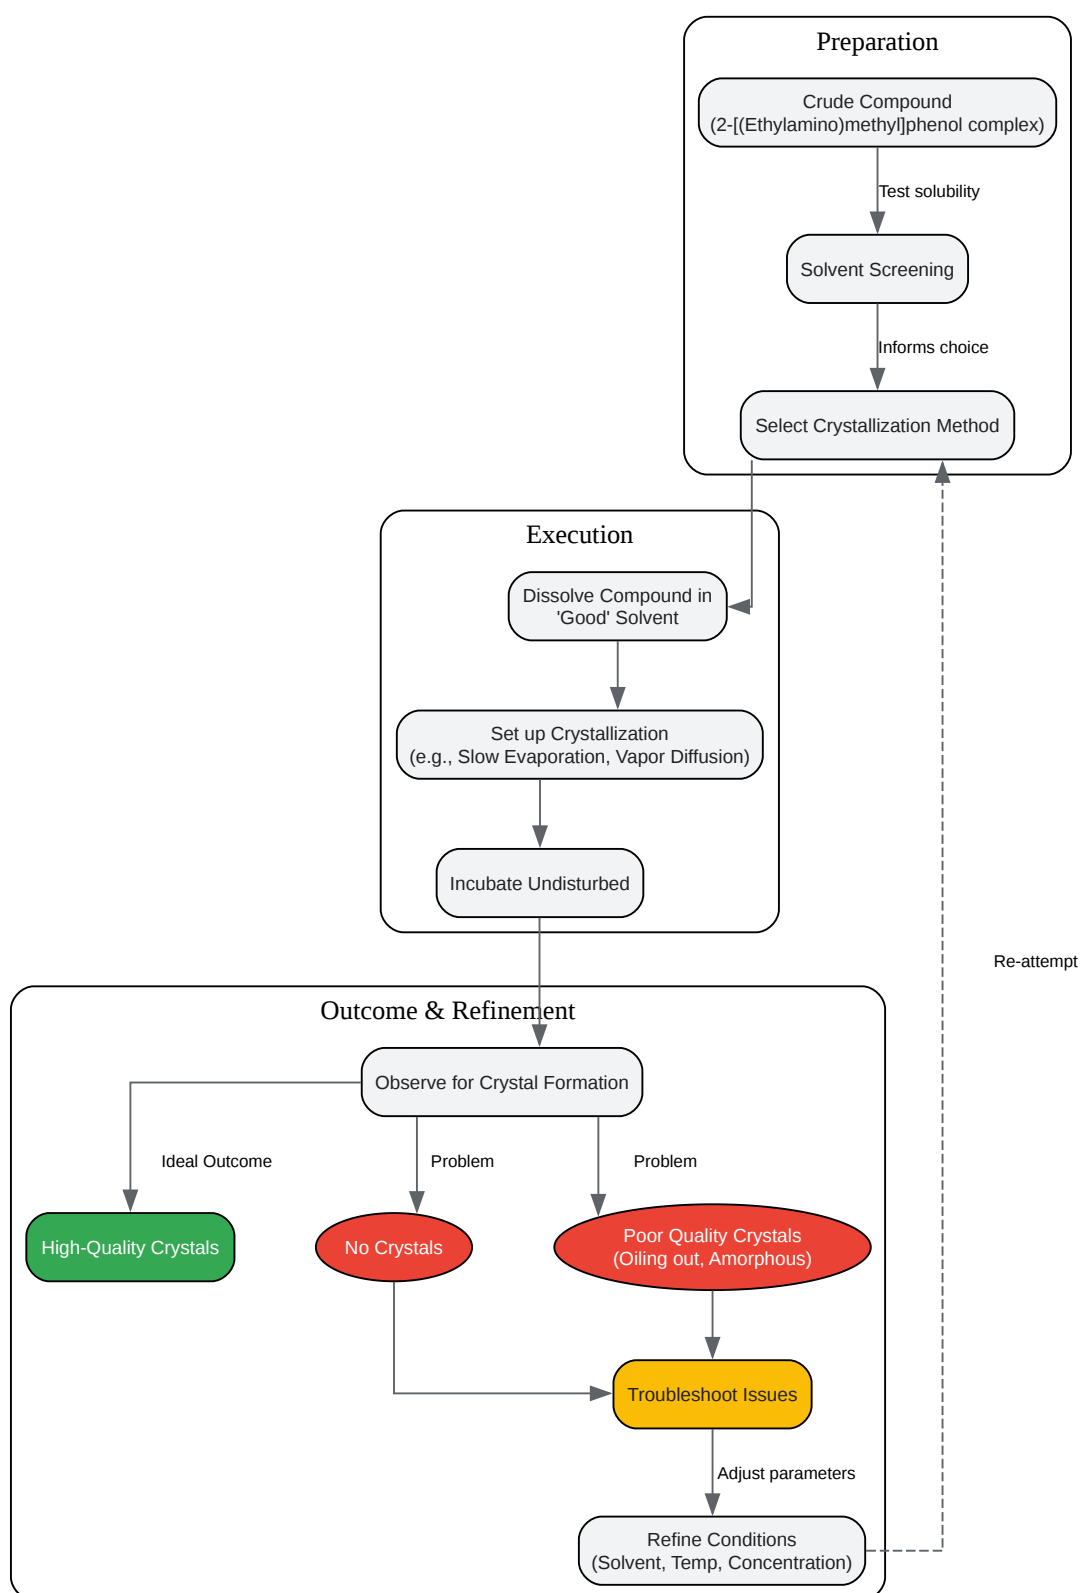 Preparation
Crude Compound
(2-[(Ethylamino)methyl]phenol complex)
Test solubility
Solvent Screening
Informs choice
Select Crystallization Method
Execution
Dissolve Compound in
'Good' Solvent
Set up Crystallization
(e.g., Slow Evaporation, Vapor Diffusion)
Incubate Undisturbed
Re-attempt
Outcome & Refinement
Observe for Crystal Formation
Ideal Outcome
Problem
Problem
High-Quality Crystals
No Crystals
Poor Quality Crystals
(Oiling out, Amorphous)
Troubleshoot Issues
Adjust parameters
Refine Conditions
(Solvent, Temp, Concentration)